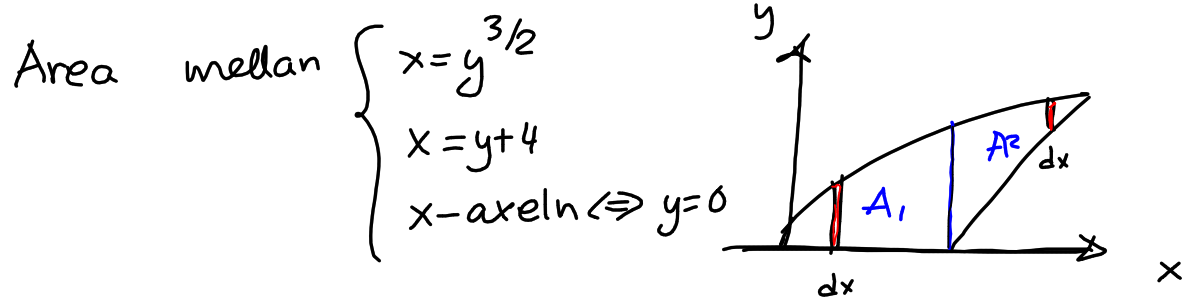 Area mellan
x = y^{3/2}
x = y+4
x-axeln <=> y=0
y
A1
A2
dx
dx
x